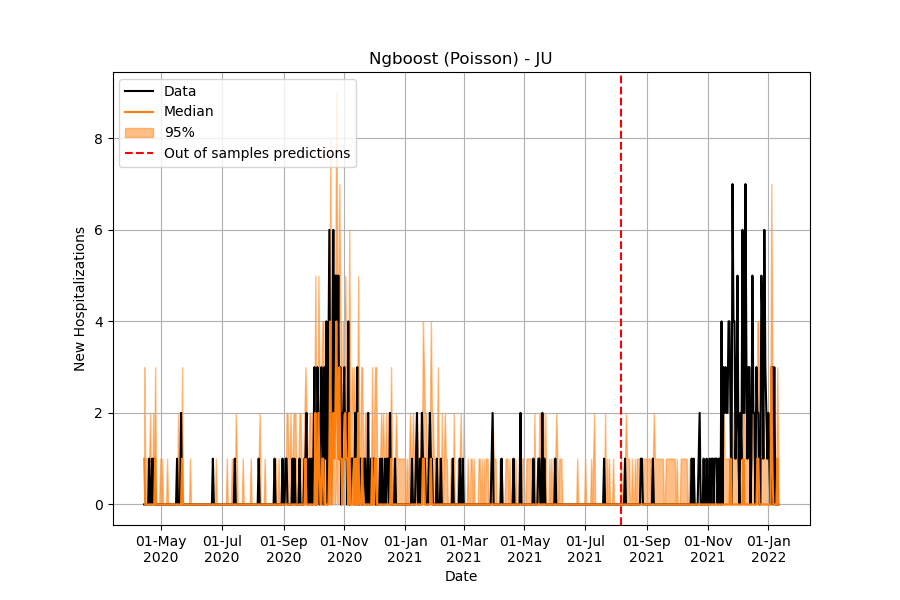 Ngboost (Poisson) - JU
Data
Median
95%
Out of samples predictions
New Hospitalizations
8
6
4
2
0
01-May 01-Jul 01-Sep 01-Nov 01-Jan 01-Mar 01-May 01-Jul 01-Sep 01-Nov 01-Jan
2020 2020 2020 2020 2021 2021 2021 2021 2021 2021 2022
Date